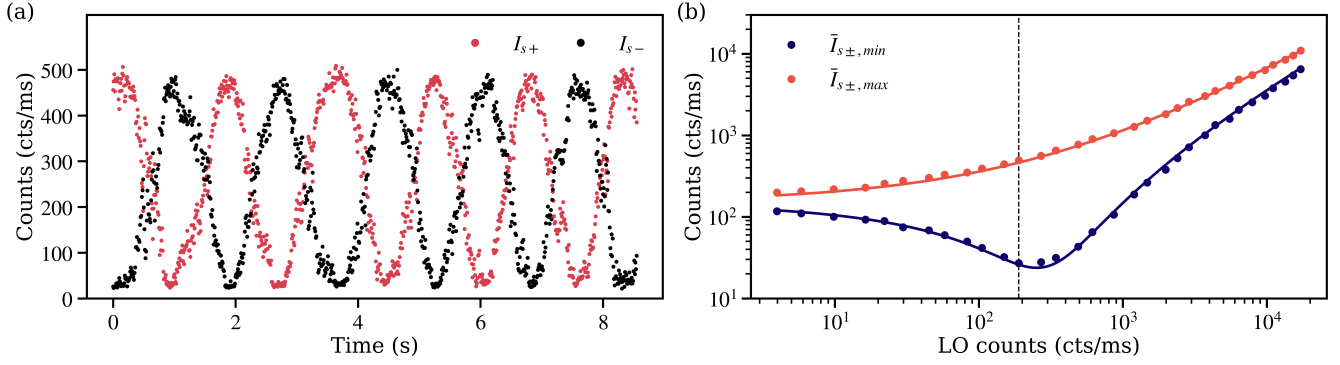 (a)
I_{s+}
I_{s−}
Counts (cts/ms)
500
400
300
200
100
0
0
2
4
6
8
Time (s)
(b)
Ī_{s±,min}
Ī_{s±,max}
Counts (cts/ms)
10^4
10^3
10^2
10^1
10^1
10^2
10^3
10^4
LO counts (cts/ms)